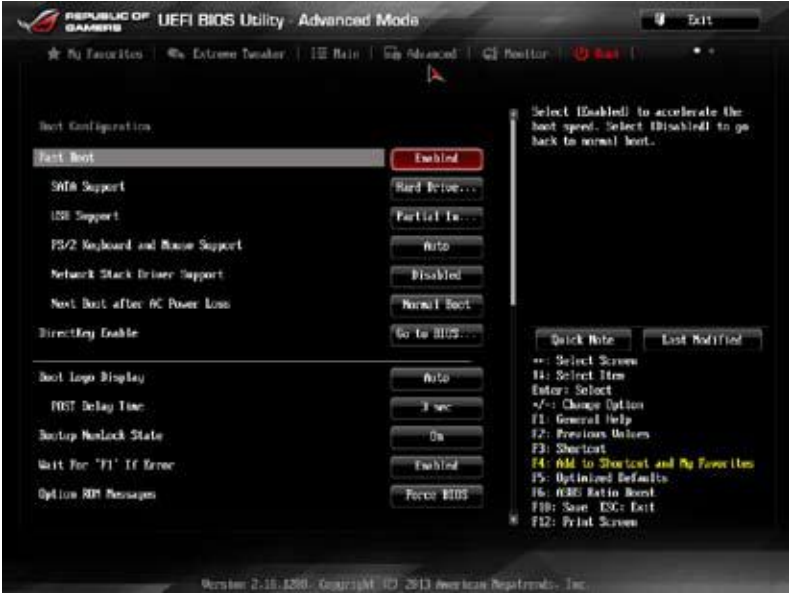 REPUBLIC OF GAMERS
UEFI BIOS Utility - Advanced Mode
Exit
My Favorites | Extreme Tweaker | Main | Advanced | Monitor | Boot |
Boot Configuration
Fast Boot Enabled
SATA Support Hard Drive...
USB Support Partial In...
PS/2 Keyboard and Mouse Support Auto
Network Stack Driver Support Disabled
Next Boot after AC Power Loss Normal Boot
DirectKey Enable Go to BIOS...
Boot Logo Display Auto
POST Delay Time 3 sec
Bootup NumLock State On
Wait For 'F1' If Error Enabled
Option ROM Messages Force BIOS
Select [Enabled] to accelerate the
boot speed. Select [Disabled] to go
back to normal boot.
Quick Note
Last Modified
↔: Select Screen
↑↓: Select Item
Enter: Select
+/-: Change Option
F1: General Help
F2: Previous Values
F3: Shortcut
F4: Add to Shortcut and My Favorites
F5: Optimized Defaults
F6: ASUS Ratio Boost
F10: Save ESC: Exit
F12: Print Screen
Version 2.10.1208. Copyright (C) 2013 American Megatrends, Inc.